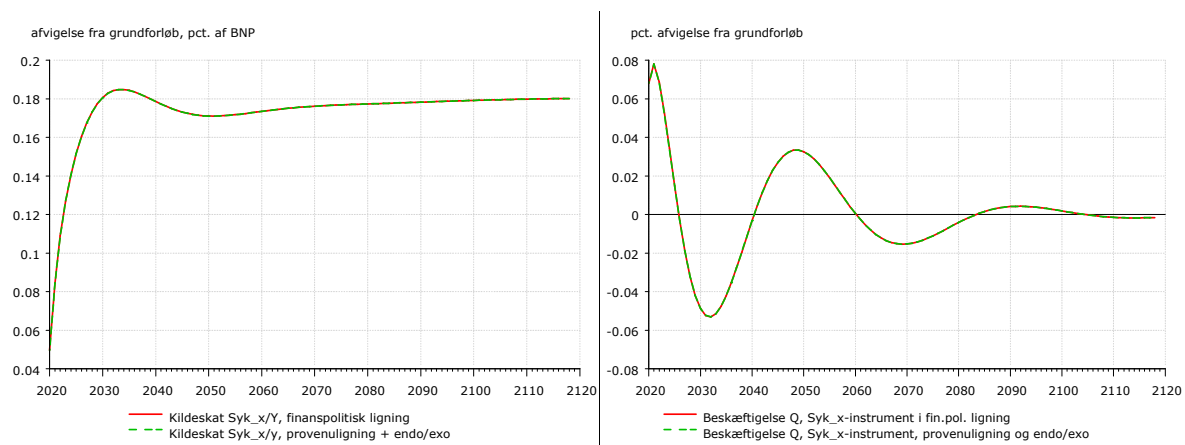 afvigelse fra grundforløb, pct. af BNP
0.2
0.18
0.16
0.14
0.12
0.1
0.08
0.06
0.04
2020 2030 2040 2050 2060 2070 2080 2090 2100 2110 2120
Kildeskat Syk_x/Y, finanspolitisk ligning
Kildeskat Syk_x/y, provenuligning + endo/exo
pct. afvigelse fra grundforløb
0.08
0.06
0.04
0.02
0
-0.02
-0.04
-0.06
-0.08
2020 2030 2040 2050 2060 2070 2080 2090 2100 2110 2120
Beskæftigelse Q, Syk_x-instrument i fin.pol. ligning
Beskæftigelse Q, Syk_x-instrument, provenuligning og endo/exo